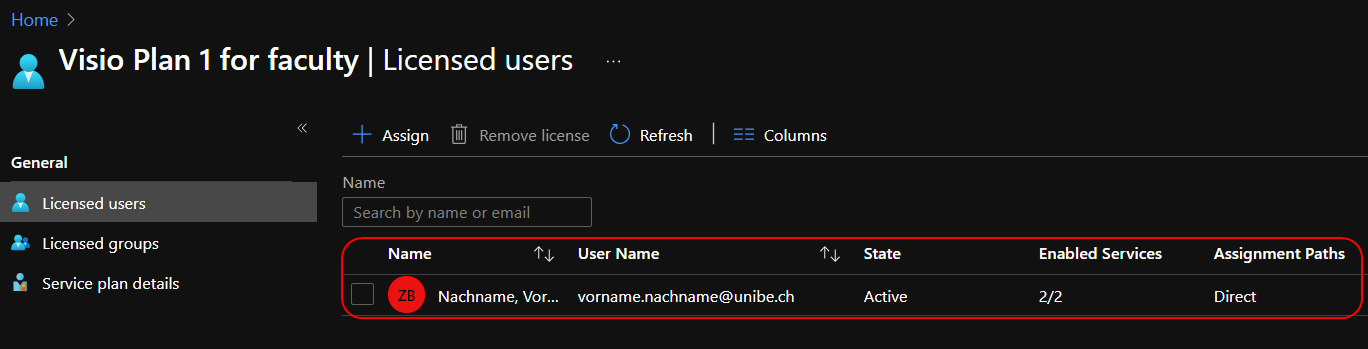 Home >
Visio Plan 1 for faculty | Licensed users ...
«
Assign Remove license Refresh | Columns
General
Licensed users
Licensed groups
Service plan details
Name
Search by name or email
Name User Name State Enabled Services Assignment Paths
ZB Nachname, Vor... vorname.nachname@unibe.ch Active 2/2 Direct